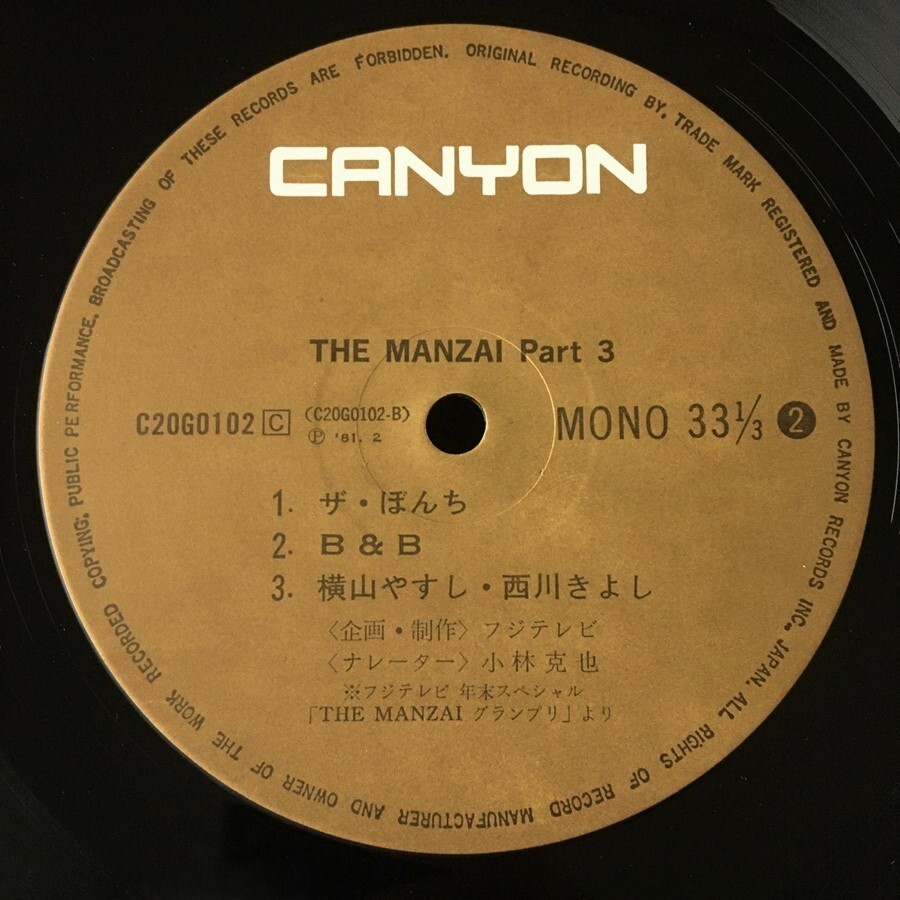 CANYON
THE MANZAI Part 3
C20G0102 C (C20G0102-B) MONO 33⅓ 2
Ⓟ '81. 2
1. ザ・ぼんち
2. B & B
3. 横山やすし・西川きよし
〈企画・制作〉フジテレビ
〈ナレーター〉小林克也
※フジテレビ 年末スペシャル
「THE MANZAI グランプリ」より
ORIGINAL RECORDING BY, TRADE MARK REGISTERED AND MADE BY CANYON RECORDS INC. JAPAN. ALL RIGHTS OF RECORD MANUFACTURER AND OWNER OF THE WORK RECORDED COPYING; PUBLIC PERFORMANCE, BROADCASTING OF THESE RECORDS ARE FORBIDDEN.